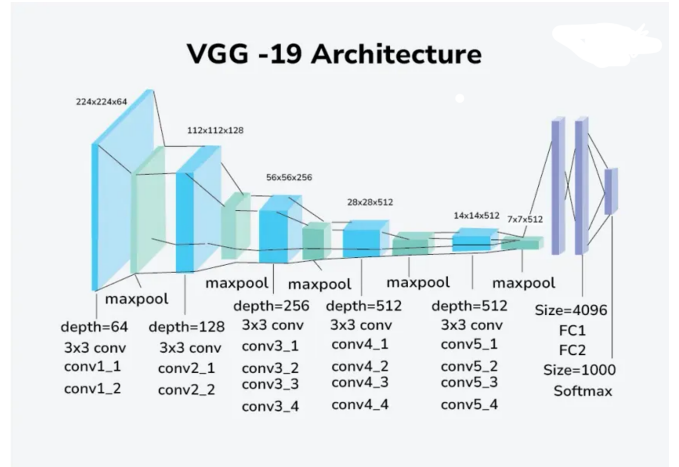 VGG -19 Architecture
224x224x64
112x112x128
56x56x256
28x28x512
14x14x512
7x7x512
maxpool
maxpool
maxpool
maxpool
maxpool
depth=64
3x3 conv
conv1_1
conv1_2
depth=128
3x3 conv
conv2_1
conv2_2
depth=256
3x3 conv
conv3_1
conv3_2
conv3_3
conv3_4
depth=512
3x3 conv
conv4_1
conv4_2
conv4_3
conv4_4
depth=512
3x3 conv
conv5_1
conv5_2
conv5_3
conv5_4
Size=4096
FC1
FC2
Size=1000
Softmax